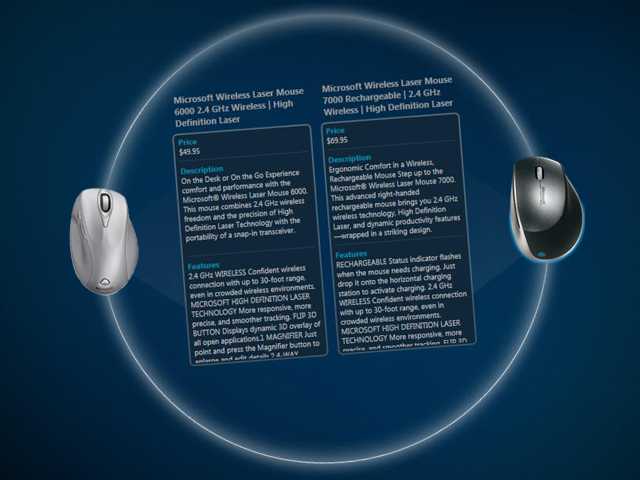 Microsoft Wireless Laser Mouse
6000 2.4 GHz Wireless | High
Definition Laser
Price
$49.95
Description
On the Desk or On the Go Experience
comfort and performance with the
Microsoft® Wireless Laser Mouse 6000.
This mouse combines 2.4 GHz wireless
freedom and the precision of High
Definition Laser Technology with the
portability of a snap-in transceiver.
Features
2.4 GHz WIRELESS Confident wireless
connection with up to 30-foot range,
even in crowded wireless environments.
MICROSOFT HIGH DEFINITION LASER
TECHNOLOGY More responsive, more
precise, and smoother tracking. FLIP 3D
BUTTON Displays dynamic 3D overlay of
all open applications.1 MAGNIFIER Just
point and press the Magnifier button to
enlarge and edit details 2.4-WAY
Microsoft Wireless Laser Mouse
7000 Rechargeable | 2.4 GHz
Wireless | High Definition Laser
Price
$69.95
Description
Ergonomic Comfort in a Wireless,
Rechargeable Mouse Step up to the
Microsoft® Wireless Laser Mouse 7000.
This advanced right-handed
rechargeable mouse brings you 2.4 GHz
wireless technology, High Definition
Laser, and dynamic productivity features
—wrapped in a striking design.
Features
RECHARGEABLE Status indicator flashes
when the mouse needs charging. Just
drop it onto the horizontal charging
station to activate charging. 2.4 GHz
WIRELESS Confident wireless connection
with up to 30-foot range, even in
crowded wireless environments.
MICROSOFT HIGH DEFINITION LASER
TECHNOLOGY More responsive, more
precise, and smoother tracking. FLIP 3D